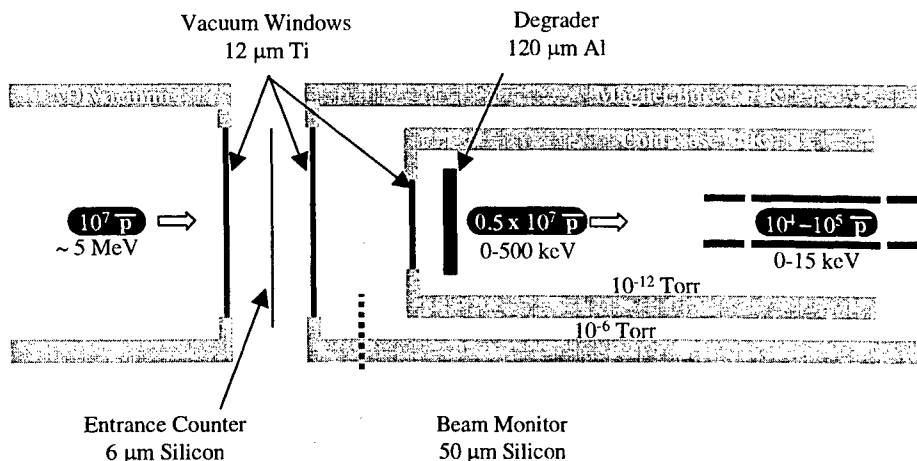 Vacuum Windows
12 μm Ti
Degrader
120 μm Al
10⁷ p̅
~ 5 MeV
0.5 x 10⁷ p̅
0-500 keV
10⁴–10⁵ p̅
0-15 keV
10⁻¹² Torr
10⁻⁶ Torr
Entrance Counter
6 μm Silicon
Beam Monitor
50 μm Silicon